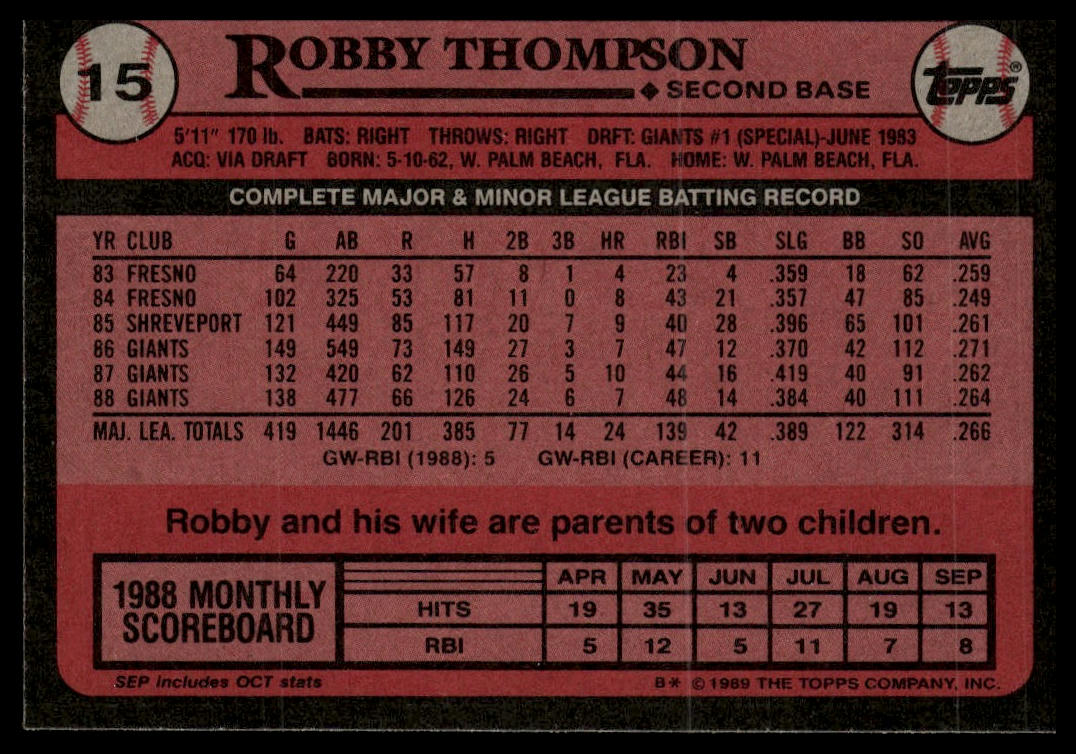 15
ROBBY THOMPSON
◆ SECOND BASE
TOPPS®
5'11" 170 lb. BATS: RIGHT THROWS: RIGHT DRFT: GIANTS #1 (SPECIAL)-JUNE 1983
ACQ: VIA DRAFT BORN: 5-10-62, W. PALM BEACH, FLA. HOME: W. PALM BEACH, FLA.
COMPLETE MAJOR & MINOR LEAGUE BATTING RECORD
YR CLUB G AB R H 2B 3B HR RBI SB SLG BB SO AVG
83 FRESNO 64 220 33 57 8 1 4 23 4 .359 18 62 .259
84 FRESNO 102 325 53 81 11 0 8 43 21 .357 47 85 .249
85 SHREVEPORT 121 449 85 117 20 7 9 40 28 .396 65 101 .261
86 GIANTS 149 549 73 149 27 3 7 47 12 .370 42 112 .271
87 GIANTS 132 420 62 110 26 5 10 44 16 .419 40 91 .262
88 GIANTS 138 477 66 126 24 6 7 48 14 .384 40 111 .264
MAJ. LEA. TOTALS 419 1446 201 385 77 14 24 139 42 .389 122 314 .266
GW-RBI (1988): 5 GW-RBI (CAREER): 11
Robby and his wife are parents of two children.
1988 MONTHLY
SCOREBOARD
APR MAY JUN JUL AUG SEP
HITS 19 35 13 27 19 13
RBI 5 12 5 11 7 8
SEP includes OCT stats
B* © 1989 THE TOPPS COMPANY, INC.